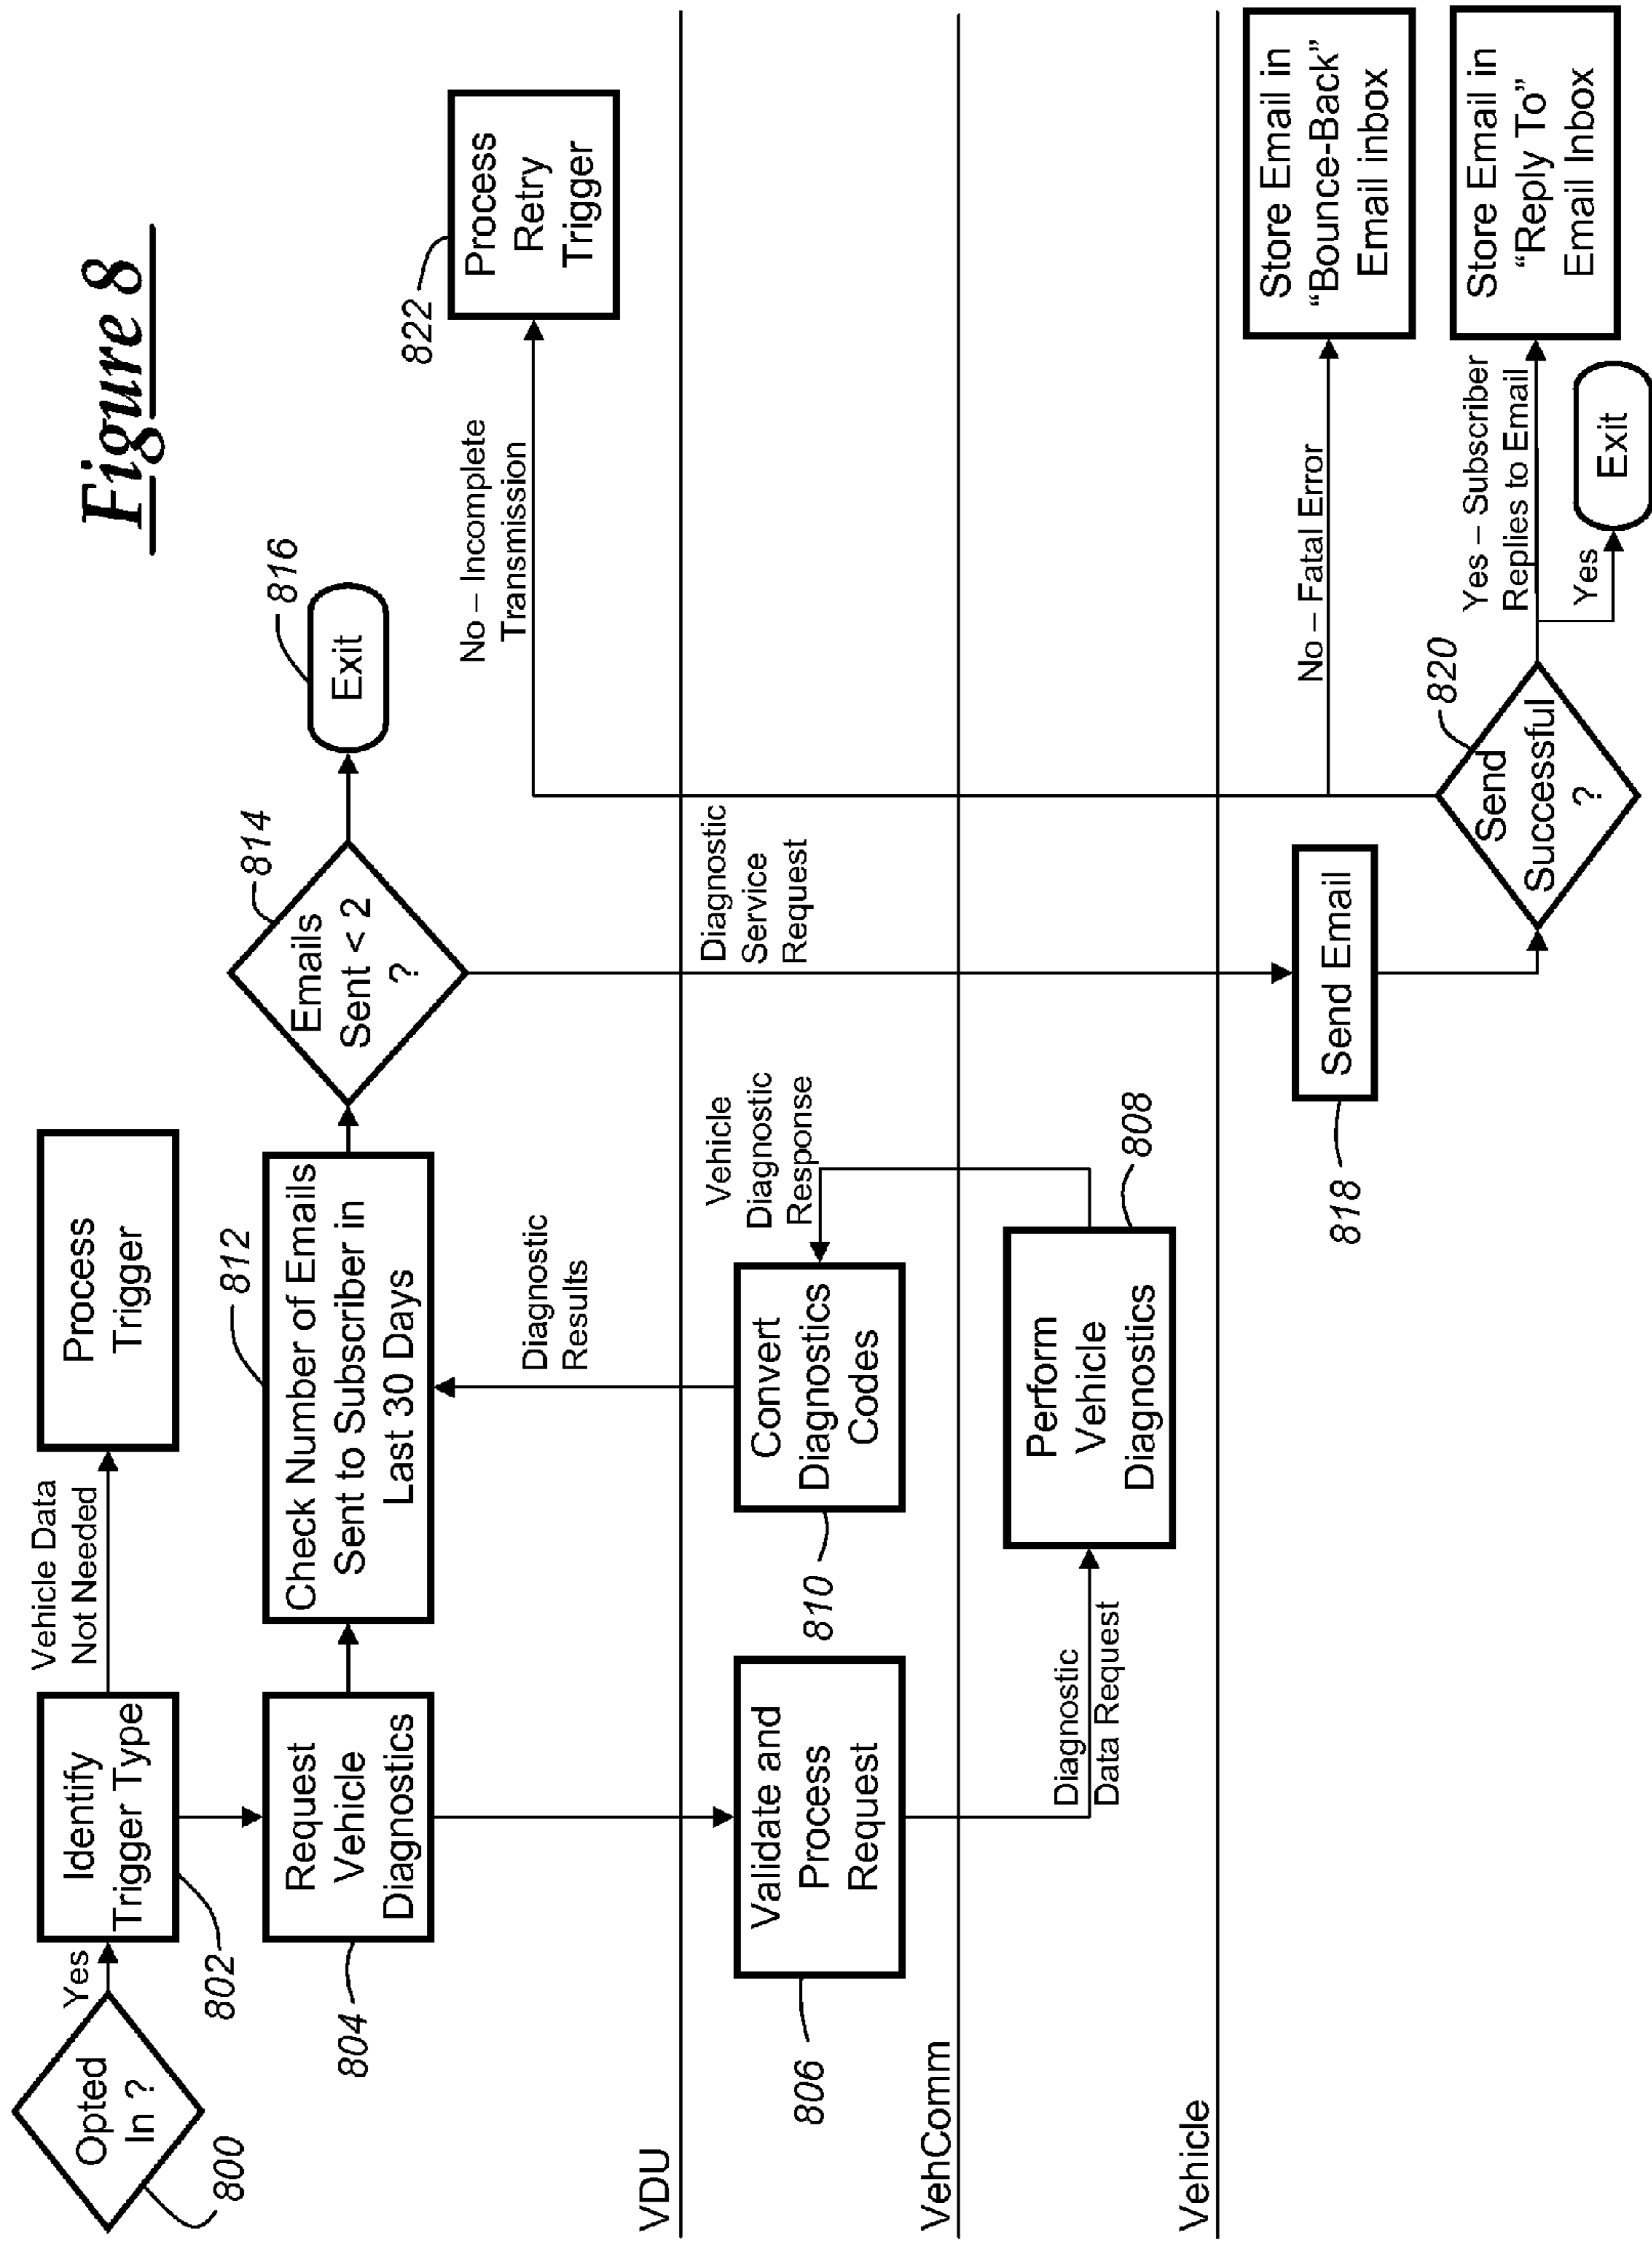 Figure 8
Opted
In ?
800
Yes
Identify
Trigger Type
802
Vehicle Data
Not Needed
Process
Trigger
Request
Vehicle
Diagnostics
804
Check Number of Emails
Sent to Subscriber in
Last 30 Days
812
Emails
Sent < 2
?
814
Exit
816
No – Incomplete
Transmission
Process
Retry
Trigger
822
VDU
Validate and
Process
Request
806
Diagnostic
Results
Convert
Diagnostics
Codes
810
Vehicle
Diagnostic
Response
Diagnostic
Service
Request
VehComm
Diagnostic
Data Request
Perform
Vehicle
Diagnostics
808
Vehicle
Send Email
818
Send
Successful
?
820
No – Fatal Error
Store Email in
“Bounce-Back”
Email inbox
Yes – Subscriber
Replies to Email
Store Email in
“Reply To”
Email Inbox
Yes
Exit